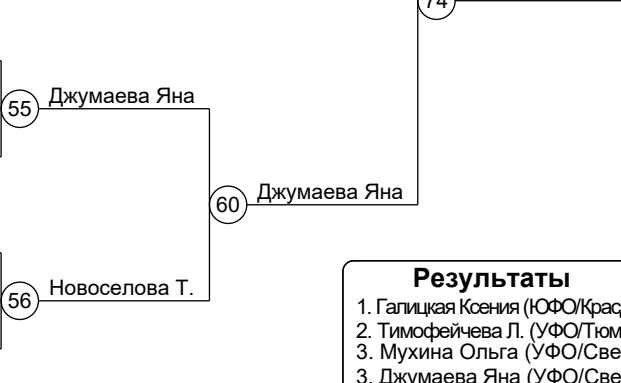 74
55 Джумаева Яна
60 Джумаева Яна
56 Новоселова Т.
Результаты
1. Галицкая Ксения (ЮФО/Крас
2. Тимофейчева Л. (УФО/Тюм
3. Мухина Ольга (УФО/Све
3. Джумаева Яна (УФО/Све